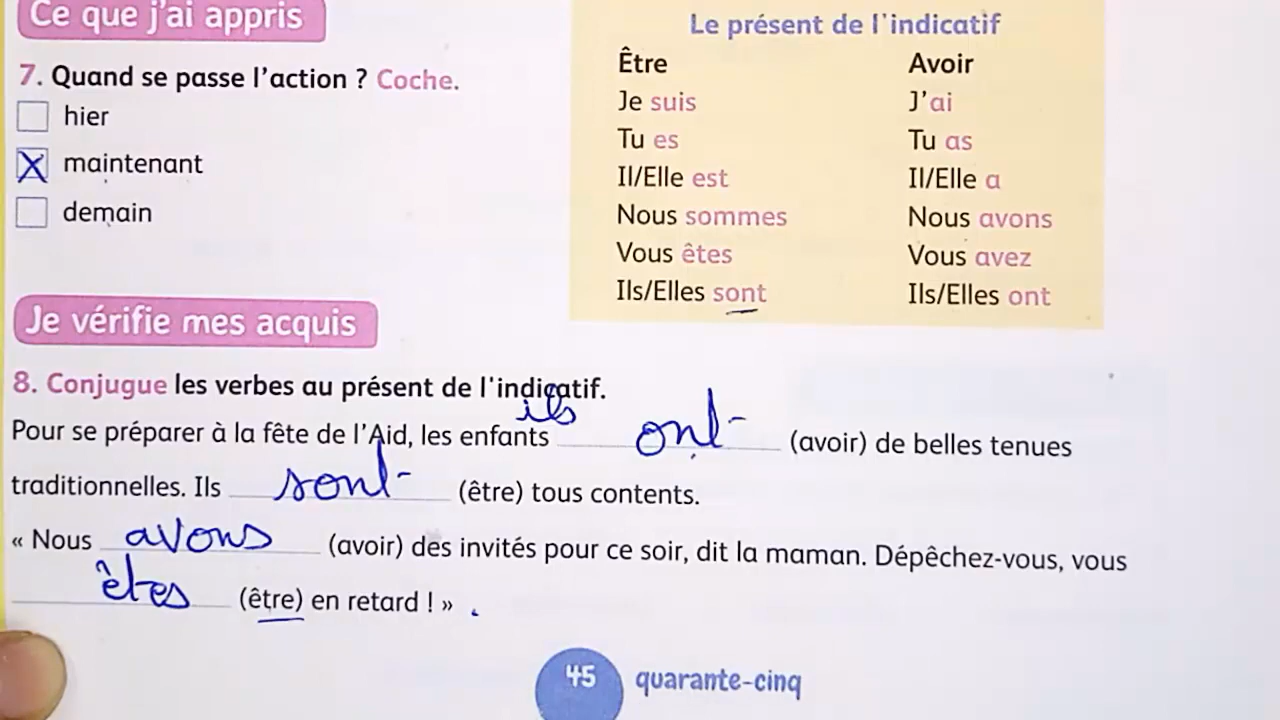 Ce que j'ai appris
7. Quand se passe l'action ? Coche.
hier
X maintenant
demain
Le présent de l'indicatif
Être Avoir
Je suis J'ai
Tu es Tu as
Il/Elle est Il/Elle a
Nous sommes Nous avons
Vous êtes Vous avez
Ils/Elles sont Ils/Elles ont
Je vérifie mes acquis
8. Conjugue les verbes au présent de l'indicatif.
ils
Pour se préparer à la fête de l'Aid, les enfants ont (avoir) de belles tenues
traditionnelles. Ils sont (être) tous contents.
« Nous avons (avoir) des invités pour ce soir, dit la maman. Dépêchez-vous, vous
êtes (être) en retard ! » .
45 quarante-cinq